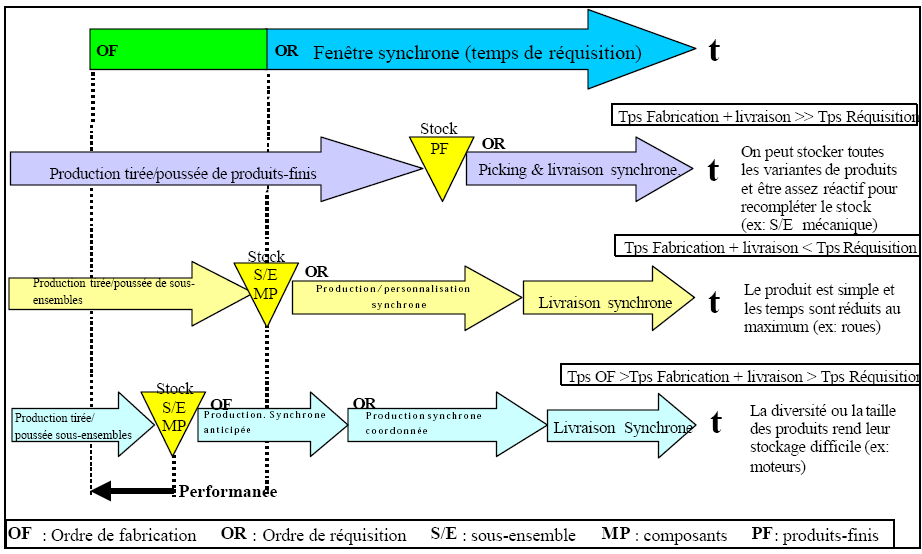 OF
OR
Fenêtre synchrone (temps de réquisition)
t
Tps Fabrication + livraison >> Tps Réquisition
Stock
PF
OR
Production tirée/poussée de produits-finis
Picking & livraison synchrone
t
On peut stocker toutes
les variantes de produits
et être assez réactif pour
recompléter le stock
(ex: S/E mécanique)
Tps Fabrication + livraison < Tps Réquisition
Stock
S/E
MP
OR
Production tirée/poussée de sous-
ensembles
Production / personnalisation
synchrone
Livraison synchrone
t
Le produit est simple et
les temps sont réduits au
maximum (ex: roues)
Tps OF >Tps Fabrication + livraison > Tps Réquisition
Stock
S/E
MP
OF
OR
Production tirée/
poussée sous-ensembles
Production. Synchrone
anticipée
Production synchrone
coordonnée
Livraison Synchrone
t
La diversité ou la taille
des produits rend leur
stockage difficile (ex:
moteurs)
Performance
OF : Ordre de fabrication OR : Ordre de réquisition S/E : sous-ensemble MP : composants PF : produits-finis